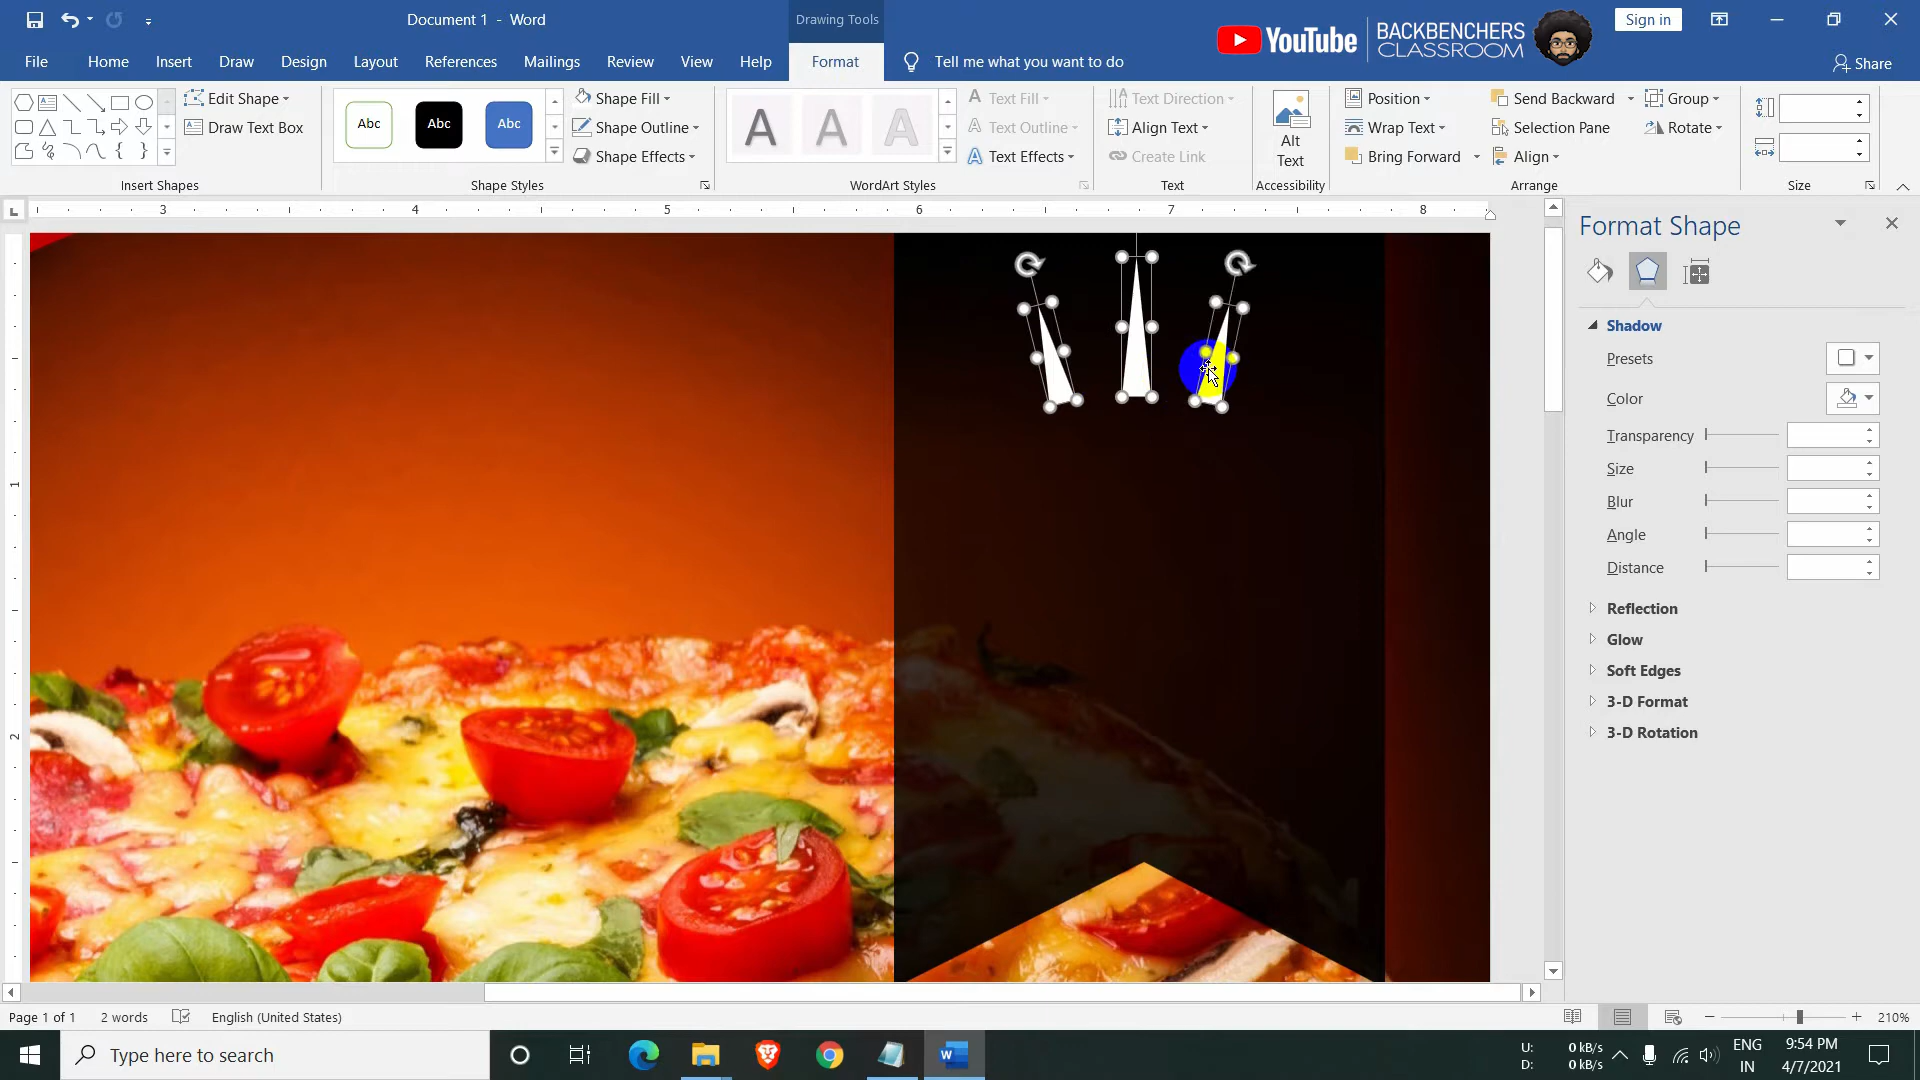 Document 1 - Word
Drawing Tools
YouTube
BACKBENCHERS
CLASSROOM
Sign in
File
Home
Insert
Draw
Design
Layout
References
Mailings
Review
View
Help
Format
Tell me what you want to do
Share
Edit Shape
Draw Text Box
Insert Shapes
Abc
Abc
Abc
Shape Fill
Shape Outline
Shape Effects
Shape Styles
A
A
A
WordArt Styles
A Text Fill
A Text Outline
A Text Effects
Text Direction
Align Text
Create Link
Text
Alt
Text
Accessibility
Position
Wrap Text
Bring Forward
Send Backward
Selection Pane
Align
Group
Rotate
Arrange
Size
L
3
4
5
6
7
8
1
2
Format Shape
Shadow
Presets
Color
Transparency
Size
Blur
Angle
Distance
Reflection
Glow
Soft Edges
3-D Format
3-D Rotation
Page 1 of 1
2 words
English (United States)
210%
Type here to search
U: 0 kB/s
D: 0 kB/s
ENG
IN
9:54 PM
4/7/2021